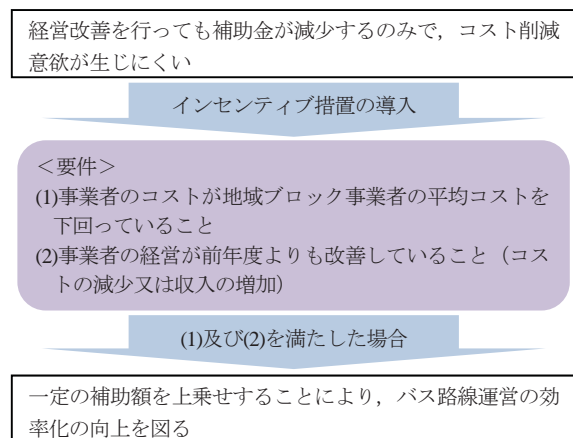 経営改善を行っても補助金が減少するのみで，コスト削減
意欲が生じにくい
インセンティブ措置の導入
＜要件＞
(1)事業者のコストが地域ブロック事業者の平均コストを
下回っていること
(2)事業者の経営が前年度よりも改善していること（コス
トの減少又は収入の増加）
(1)及び(2)を満たした場合
一定の補助額を上乗せすることにより，バス路線運営の効
率化の向上を図る